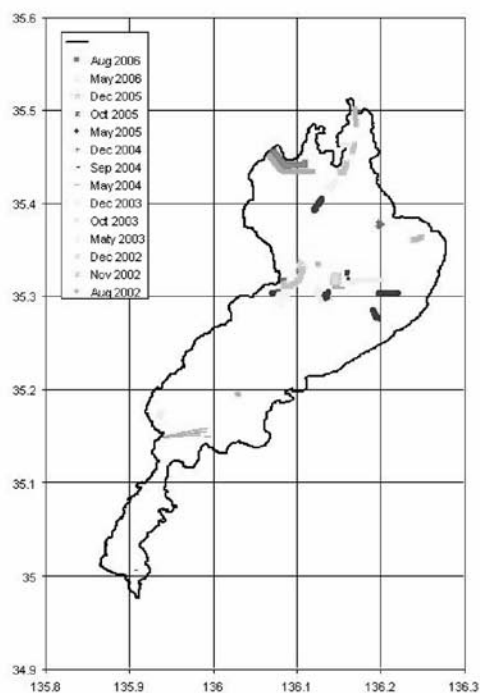 35.6
Aug 2006
May 2006
Dec 2005
35.5
Oct 2005
May 2005
Dec 2004
Sep 2004
May 2004
35.4
Dec 2003
Oct 2003
Maty 2003
Dec 2002
Nov 2002
Aug 2002
35.3
35.2
35.1
35
34.9
135.8 135.9 136 136.1 136.2 136.3